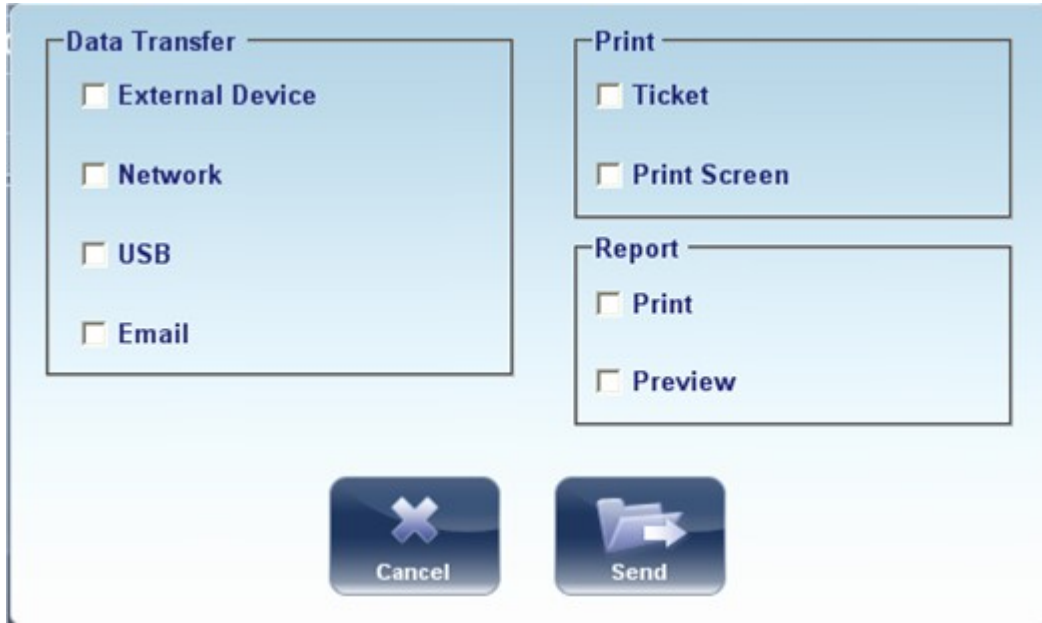 Data Transfer
External Device
Network
USB
Email
Print
Ticket
Print Screen
Report
Print
Preview
Cancel
Send